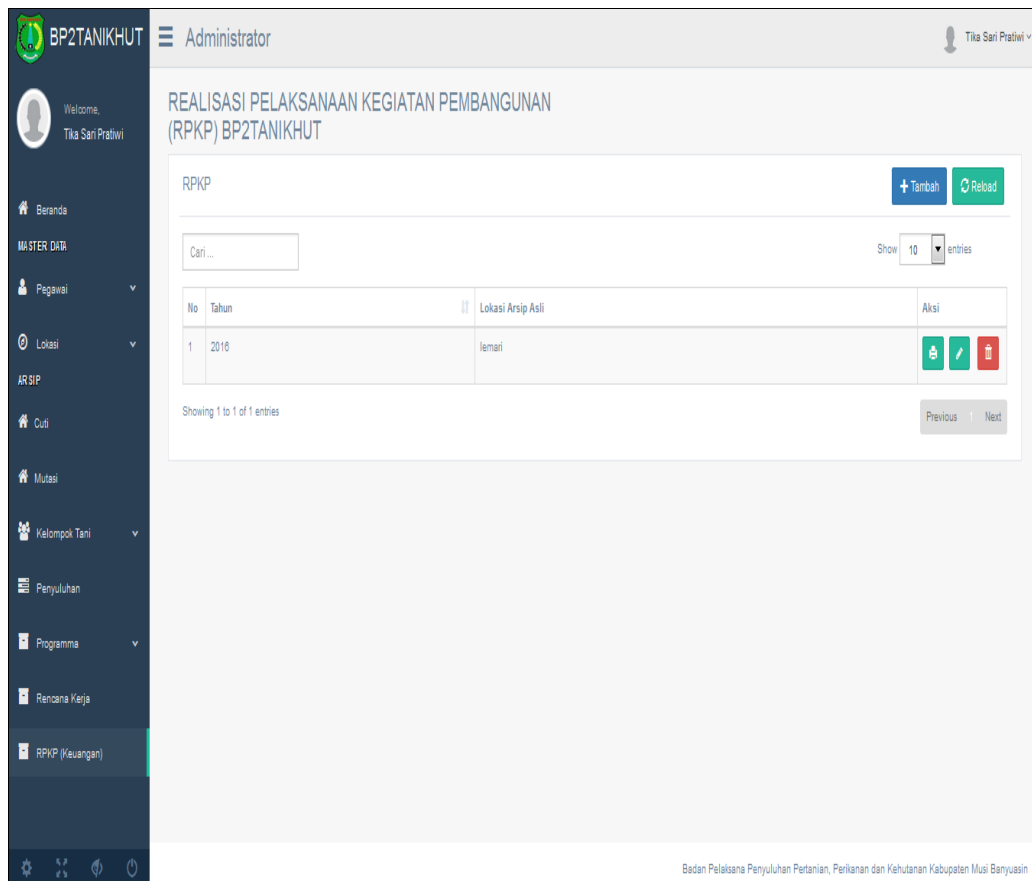 BP2TANIKHUT
Administrator
Tika Sari Pratiwi
Welcome,
Tika Sari Pratiwi
Beranda
MASTER DATA
Pegawai
Lokasi
ARSIP
Cuti
Mutasi
Kelompok Tani
Penyuluhan
Programma
Rencana Kerja
RPKP (Keuangan)
REALISASI PELAKSANAAN KEGIATAN PEMBANGUNAN
(RPKP) BP2TANIKHUT
RPKP
+ Tambah Reload
Cari ...
Show 10 entries
No Tahun Lokasi Arsip Asli Aksi
1 2016 lemari
Showing 1 to 1 of 1 entries
Previous 1 Next
Badan Pelaksana Penyuluhan Pertanian, Perikanan dan Kehutanan Kabupaten Musi Banyuasin